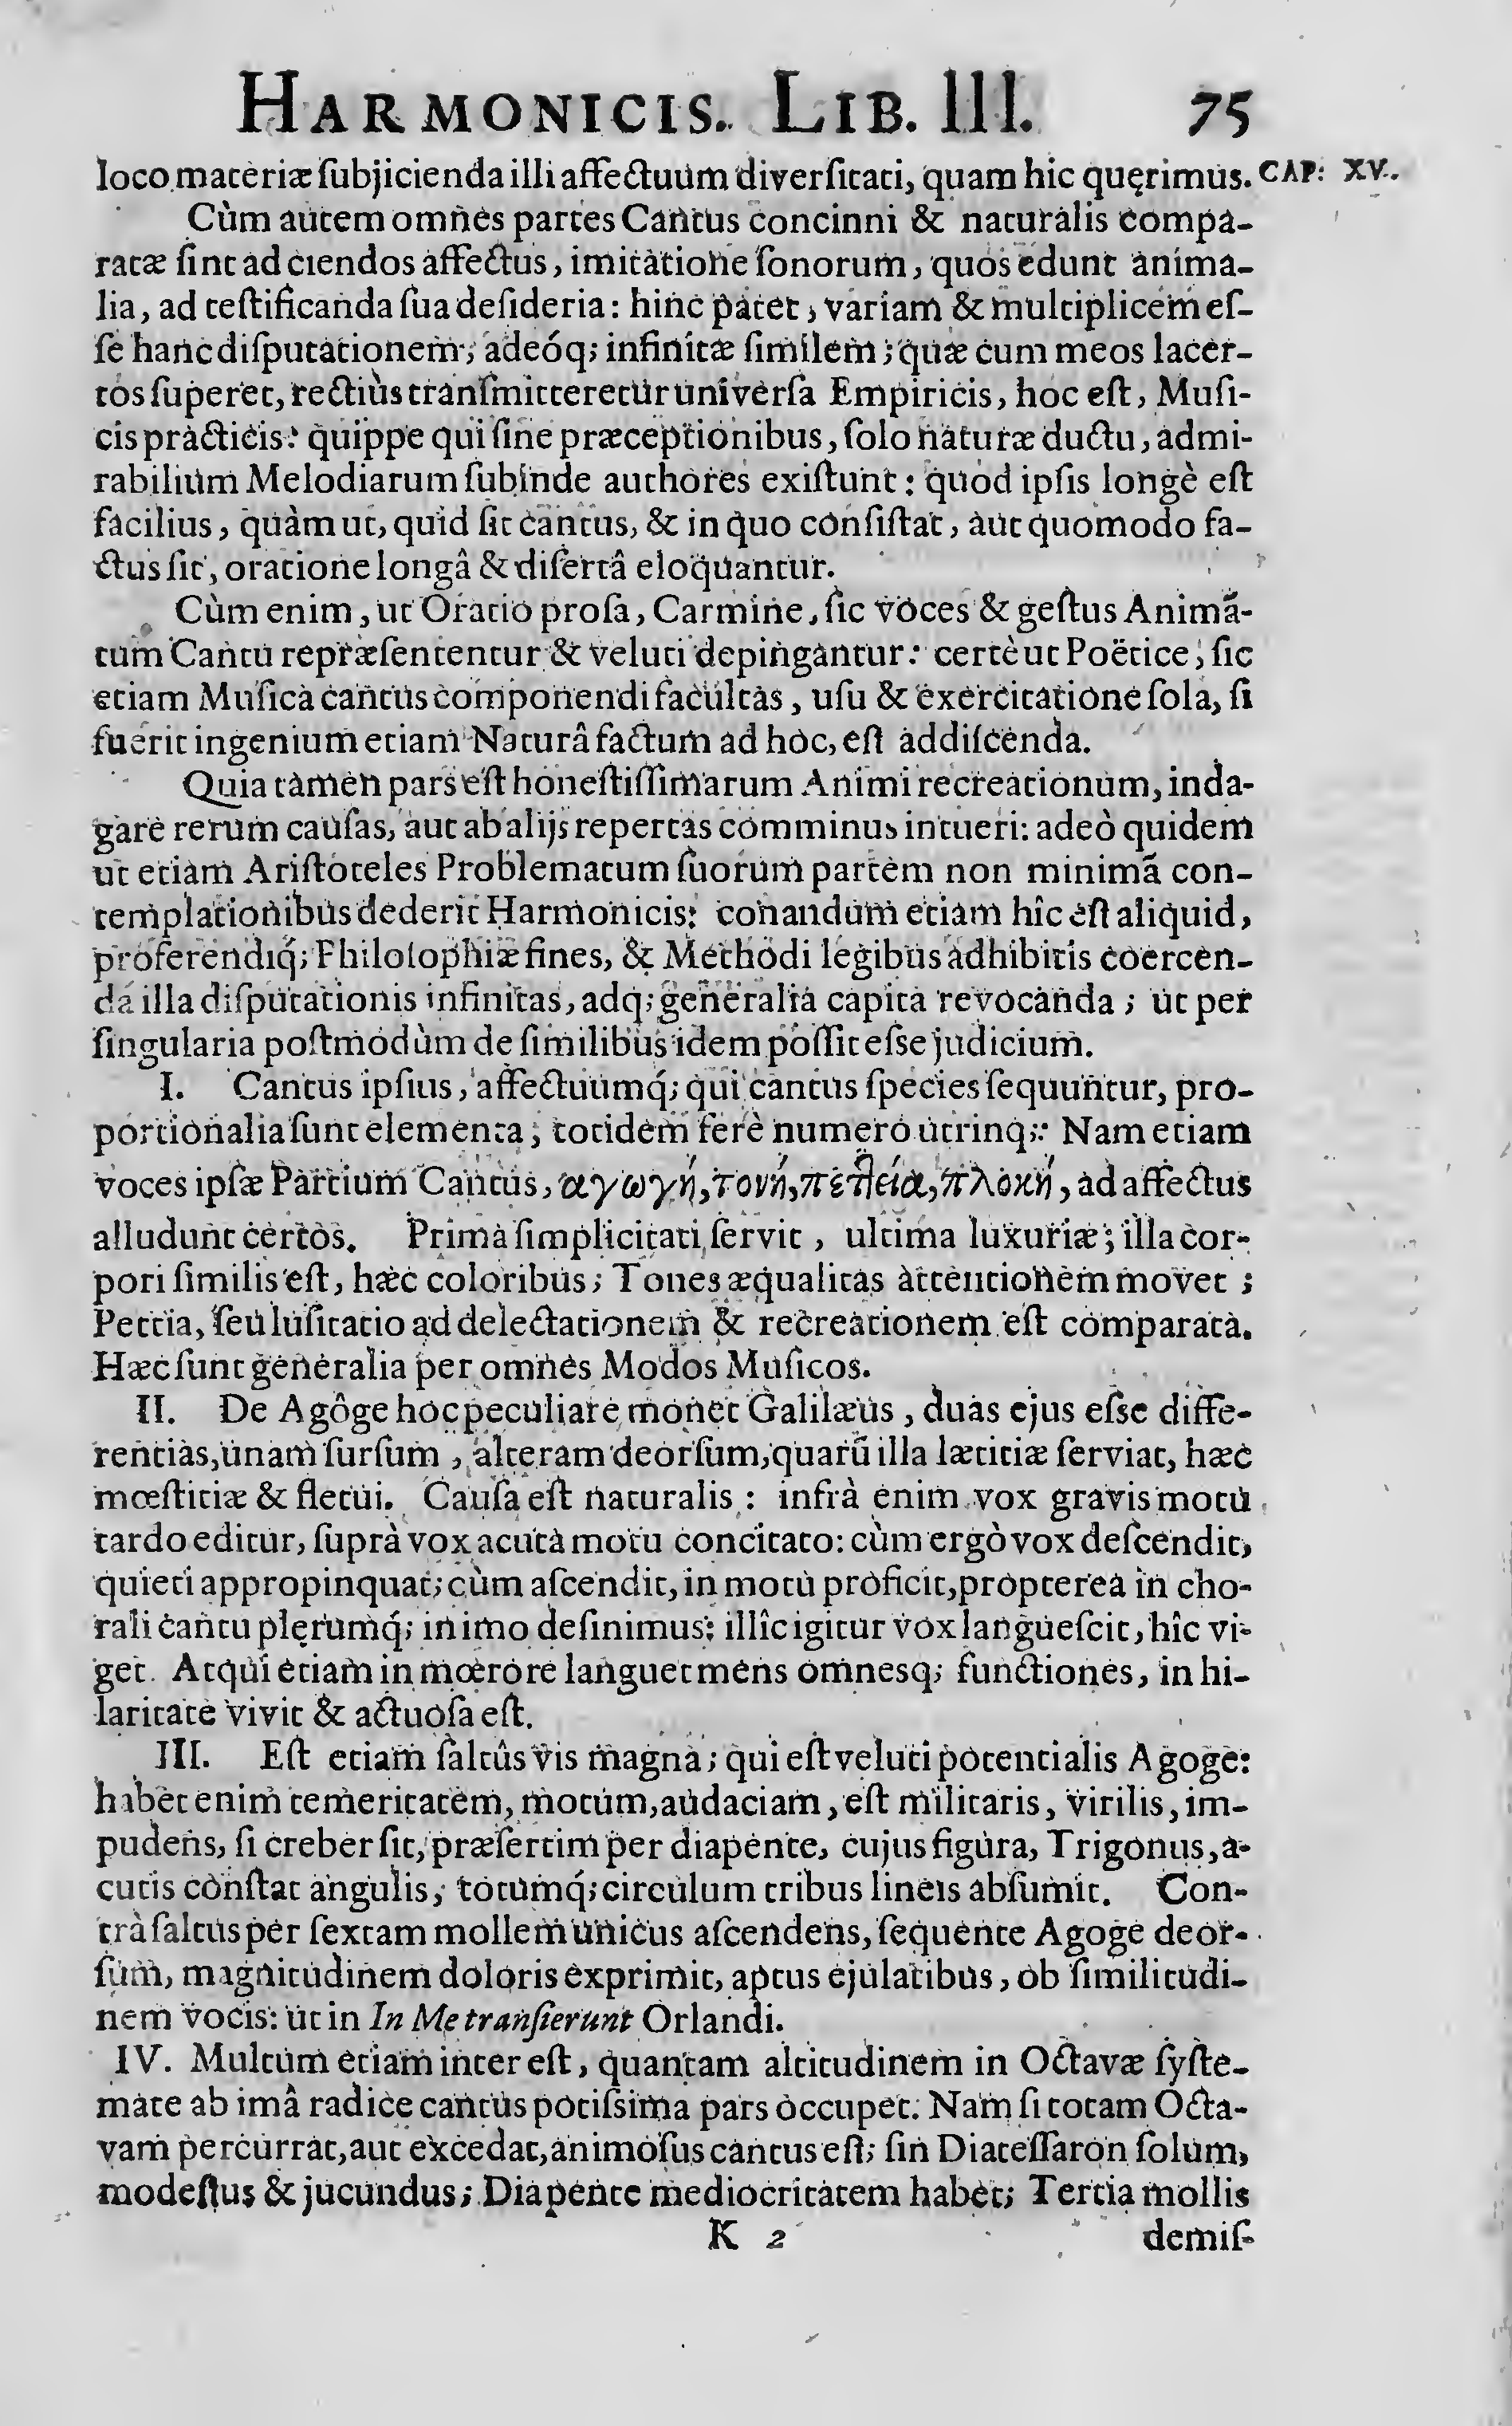 HARMONICIS. LIB. III. 75
loco materiæ ſubjicienda illi affectuum diverſitati, quam hic quęrimus. CAP: XV.
Cùm autem omnes partes Cantus concinni & naturalis compa-
ratæ ſint ad ciendos affectus, imitatione ſonorum, quos edunt anima-
lia, ad teſtificanda ſua deſideria: hinc patet, variam & multiplicem eſ-
ſe hanc diſputationem, adeóq; infinitæ ſimilem; quæ cum meos lacer-
tos ſuperet, rectiùs tranſmitteretur univerſa Empiricis, hoc eſt, Muſi-
cis practicis: quippe qui ſine præceptionibus, ſolo naturæ ductu, admi-
rabilium Melodiarum ſubinde authores exiſtunt: quod ipſis longè eſt
facilius, quàm ut, quid ſit cantus, & in quo conſiſtat, aut quomodo fa-
ctus ſit, oratione longâ & diſertâ eloquantur.
Cùm enim, ut Oratio proſa, Carmine, ſic voces & geſtus Animã-
tum Cantu repræſententur & veluti depingantur: certè ut Poëtice, ſic
etiam Muſica cantus componendi facultas, uſu & exercitatione ſola, ſi
fuerit ingenium etiam Naturâ factum ad hoc, eſt addiſcenda.
Quia tamen pars eſt honeſtiſſimarum Animi recreationum, inda-
gare rerum cauſas, aut ab alijs repertas comminus intueri: adeò quidem
ut etiam Ariſtoteles Problematum ſuorum partem non minimã con-
templationibus dederit Harmonicis: conandum etiam hîc eſt aliquid,
proferendiq́; Philoſophiæ fines, & Methodi legibus adhibitis coercen-
da illa diſputationis infinitas, adq; generalia capita revocanda; ut per
ſingularia poſtmodùm de ſimilibus idem poſſit eſse judicium.
I. Cantus ipſius, affectuumq́; qui cantus ſpecies ſequuntur, pro-
portionalia ſunt elementa, totidem ferè numero utrinq;: Nam etiam
voces ipſæ Partium Cantus, αγωγή, τονή, πεττεία, πλοκή, ad affectus
alludunt certos. Prima ſimplicitati ſervit, ultima luxuriæ; illa cor-
pori ſimilis eſt, hæc coloribus; Tones æqualitas attentionem movet;
Pettia, ſeu luſitatio ad delectationem & recreationem eſt comparata.
Hæc ſunt generalia per omnes Modos Muſicos.
II. De Agôge hoc peculiare monet Galilæus, duas ejus eſse diffe-
rentias, unam ſurſum, alteram deorſum, quarũ illa lætitiæ ſerviat, hæc
mœſtitiæ & fletui. Cauſa eſt naturalis: infrà enim vox gravis motu
tardo editur, ſuprà vox acuta motu concitato: cùm ergò vox deſcendit,
quieti appropinquat; cùm aſcendit, in motu proficit, propterea in cho-
rali cantu plęrumq́; in imo deſinimus: illîc igitur vox langueſcit, hîc vi-
get. Atqui etiam in mœrore languet mens omnesq; functiones, in hi-
laritate vivit & actuoſa eſt.
III. Eſt etiam ſaltûs vis magna; qui eſt veluti potentialis Agoge:
habet enim temeritatem, motum, audaciam, eſt militaris, virilis, im-
pudens, ſi creber ſit, præſertim per diapente, cujus figura, Trigonus, a-
cutis conſtat angulis, totumq́; circulum tribus lineis abſumit. Con-
trà ſaltus per ſextam mollem unicus aſcendens, ſequente Agoge deor-
ſum, magnitudinem doloris exprimit, aptus ejulatibus, ob ſimilitudi-
nem vocis: ut in In Me tranſierunt Orlandi.
IV. Multum etiam intereſt, quantam altitudinem in Octavæ ſyſte-
mate ab imâ radice cantus potiſsima pars occupet. Nam ſi totam Octa-
vam percurrat, aut excedat, animoſus cantus eſt; ſin Diateſſaron ſolum,
modeſtus & jucundus; Diapente mediocritatem habet; Tertia mollis
K 2 demiſ-